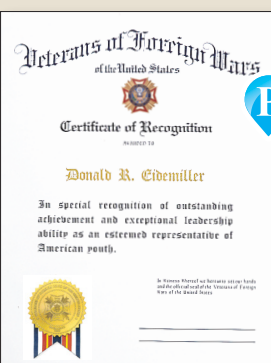 Veterans of Foreign Wars
of the United States
Certificate of Recognition
AWARDED TO
Donald R. Eidemiller
In special recognition of outstanding
achievement and exceptional leadership
ability as an esteemed representative of
American youth.
In Witness Whereof we hereunto set our hands
and the official seal of the Veterans of Foreign
Wars of the United States